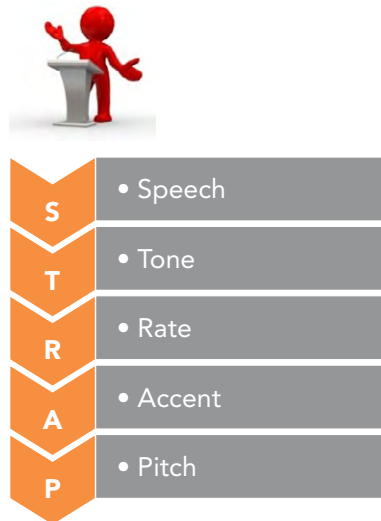 S • Speech
T • Tone
R • Rate
A • Accent
P • Pitch